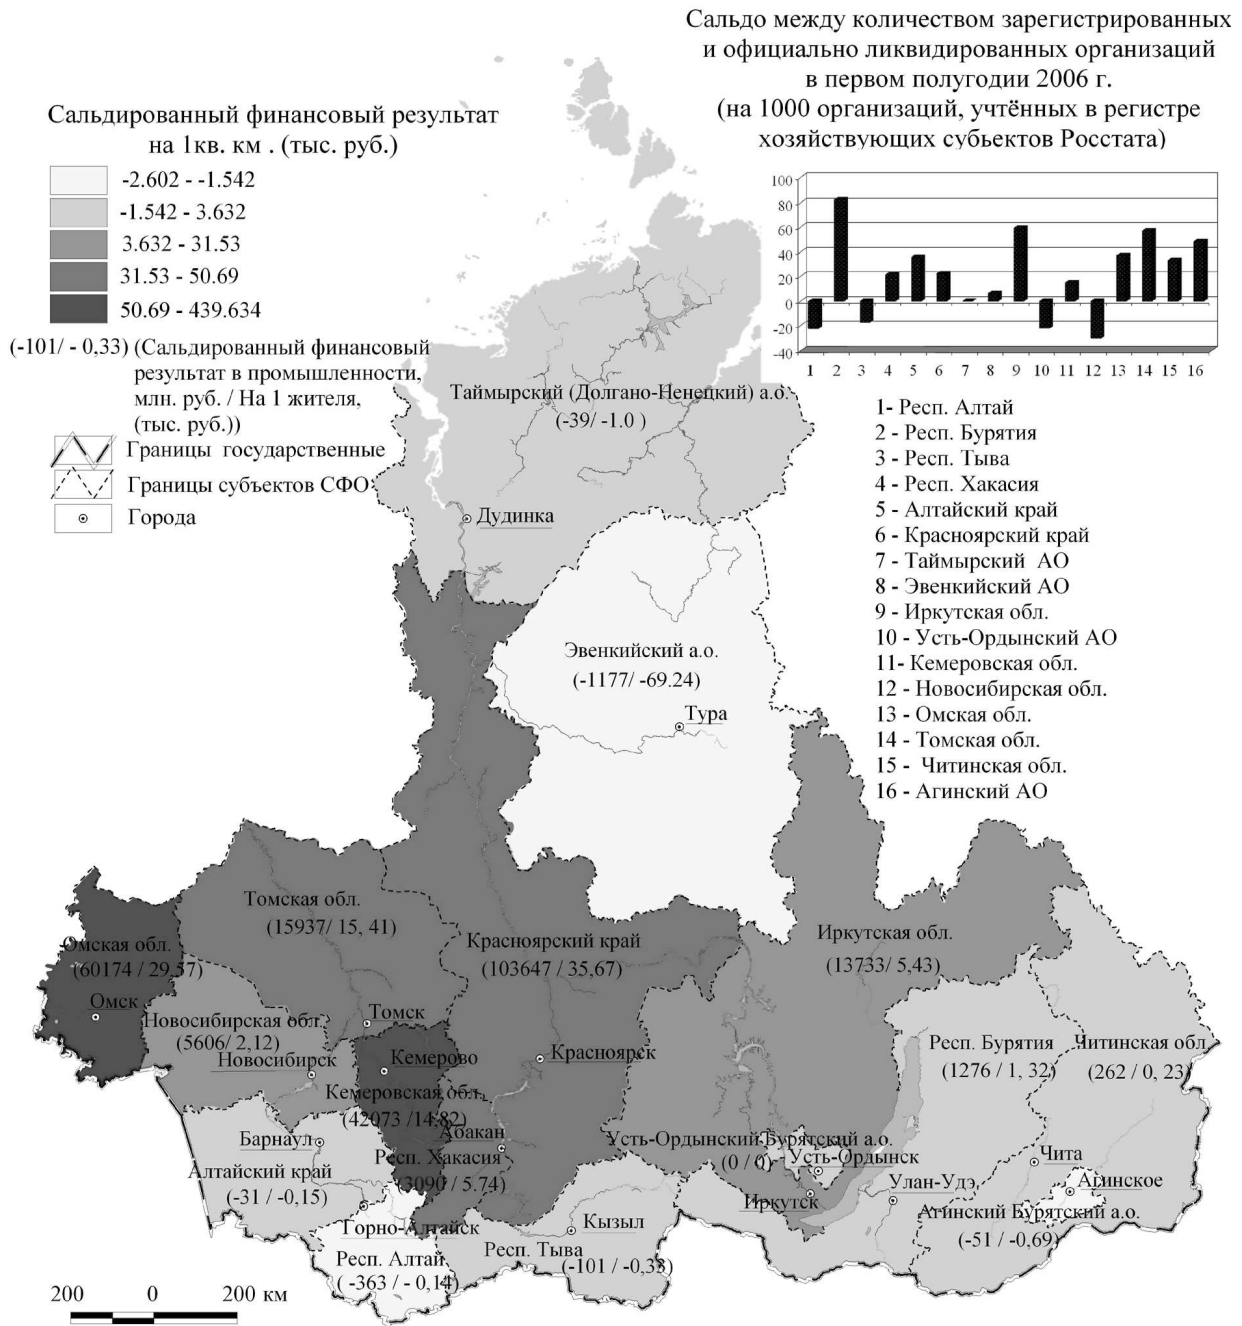 Сальдо между количеством зарегистрированных
и официально ликвидированных организаций
в первом полугодии 2006 г.
(на 1000 организаций, учтённых в регистре
хозяйствующих субьектов Росстата)
Сальдированный финансовый результат
на 1кв. км . (тыс. руб.)
-2.602 - -1.542
-1.542 - 3.632
3.632 - 31.53
31.53 - 50.69
50.69 - 439.634
(-101/ - 0,33) (Сальдированный финансовый
результат в промышленности,
млн. руб. / На 1 жителя,
(тыс. руб.))
Границы государственные
Границы субъектов СФО
Города
100
80
60
40
20
0
-20
-40
1 2 3 4 5 6 7 8 9 10 11 12 13 14 15 16
1- Респ. Алтай
2 - Респ. Бурятия
3 - Респ. Тыва
4 - Респ. Хакасия
5 - Алтайский край
6 - Красноярский край
7 - Таймырский АО
8 - Эвенкийский АО
9 - Иркутская обл.
10 - Усть-Ордынский АО
11- Кемеровская обл.
12 - Новосибирская обл.
13 - Омская обл.
14 - Томская обл.
15 - Читинская обл.
16 - Агинский АО
Таймырский (Долгано-Ненецкий) а.о.
(-39/ -1.0 )
Дудинка
Эвенкийский а.о.
(-1177/ -69.24)
Тура
Томская обл.
(15937/ 15, 41)
Омская обл.
(60174 / 29,57)
Красноярский край
(103647 / 35,67)
Иркутская обл.
(13733/ 5,43)
Омск
Томск
Новосибирская обл.
(5606/ 2,12)
Новосибирск
Кемерово
Красноярск
Респ. Бурятия
(1276 / 1, 32)
Читинская обл.
(262 / 0, 23)
Кемеровская обл.
(42073 /14,82)
Барнаул
Абакан
Усть-Ордынский Бурятский а.о.
(0 / 0)
Усть-Ордынск
Чита
Алтайский край
(-31 / -0,15)
Респ. Хакасия
(3090 / 5.74)
Иркутск
Улан-Удэ
Агинское
Агинский Бурятский а.о.
(-51 / -0,69)
Горно-Алтайск
Кызыл
Респ. Алтай
( -363 / - 0,14)
Респ. Тыва
(-101 / -0,33)
200 0 200 км